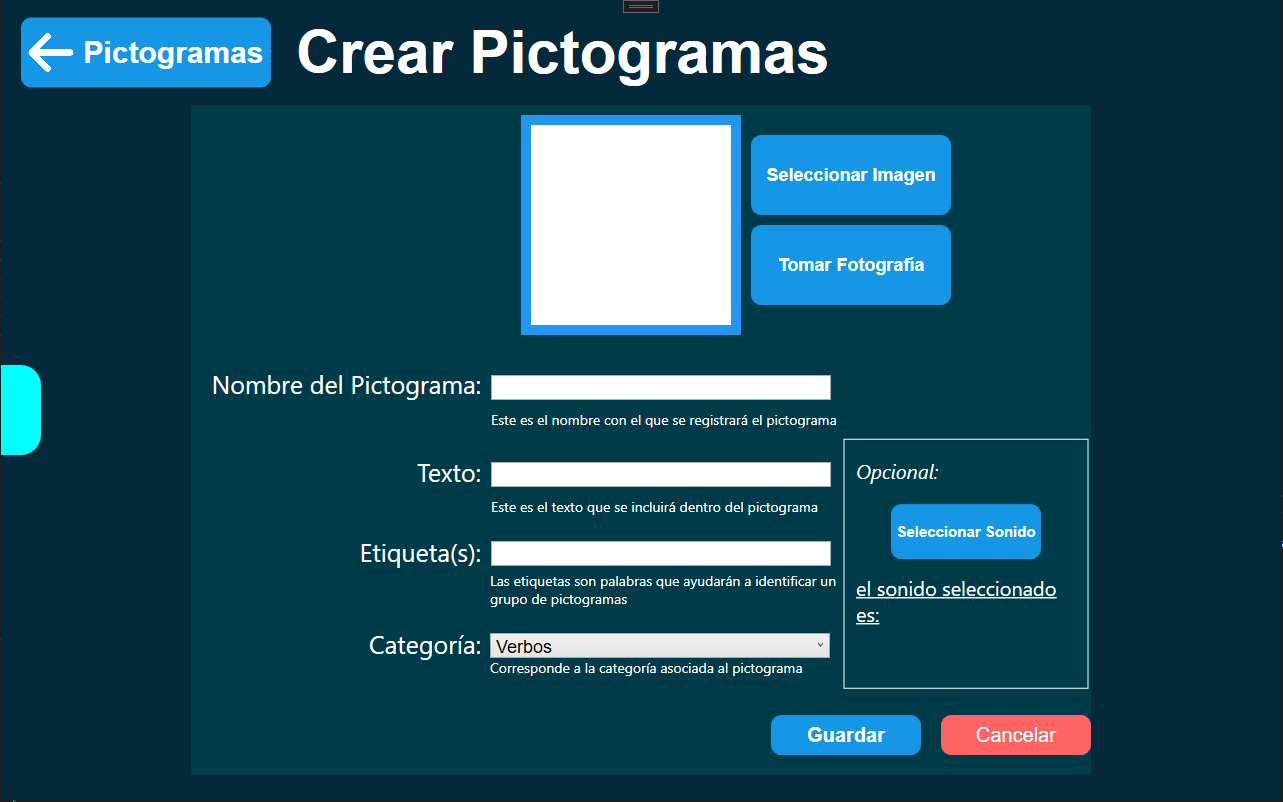 Pictogramas
Crear Pictogramas
Seleccionar Imagen
Tomar Fotografía
Nombre del Pictograma:
Este es el nombre con el que se registrará el pictograma
Texto:
Este es el texto que se incluirá dentro del pictograma
Etiqueta(s):
Las etiquetas son palabras que ayudarán a identificar un
grupo de pictogramas
Categoría:
Verbos
Corresponde a la categoría asociada al pictograma
Opcional:
Seleccionar Sonido
el sonido seleccionado
es:
Guardar
Cancelar